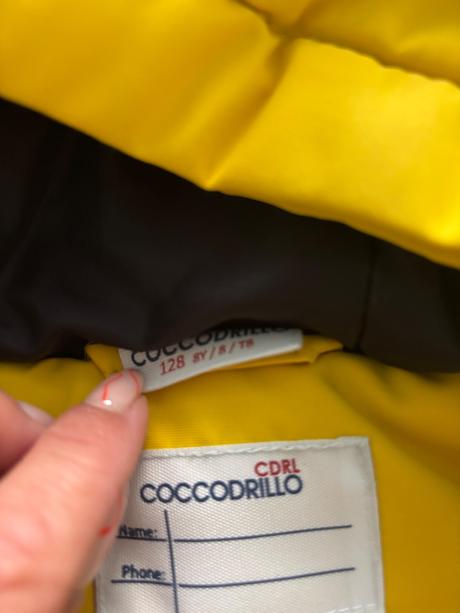 COCCODRILLO
128 8Y / 8 / T8
CDRL
COCCODRILLO
Name:
Phone: